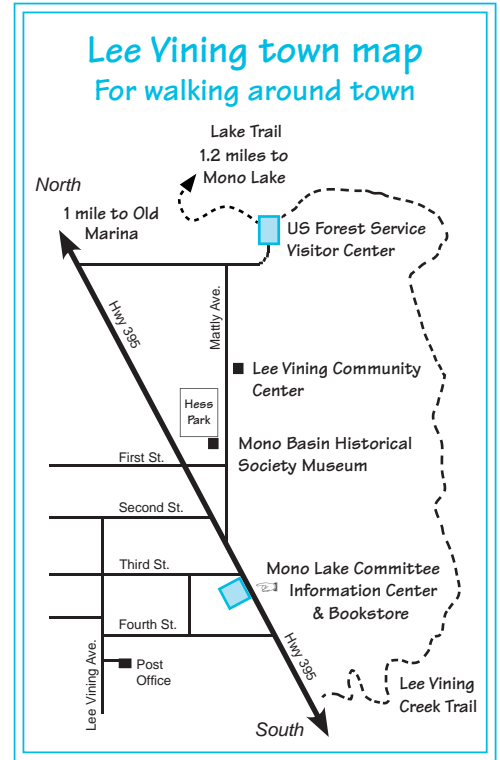 Lee Vining town map
For walking around town
Lake Trail
1.2 miles to
Mono Lake
North
1 mile to Old
Marina
US Forest Service
Visitor Center
Hwy 395
Mattly Ave.
Lee Vining Community
Center
Hess
Park
Mono Basin Historical
Society Museum
First St.
Second St.
Third St.
Mono Lake Committee
Information Center
& Bookstore
Fourth St.
Hwy 395
Lee Vining Ave.
Post
Office
Lee Vining
Creek Trail
South